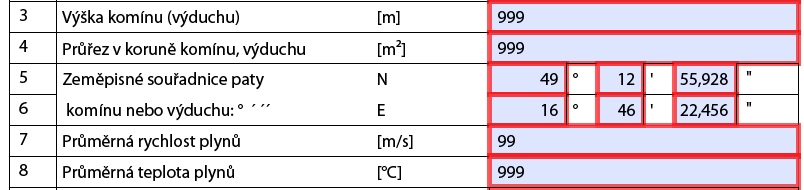 3 Výška komínu (výduchu) [m] 999
4 Průřez v koruně komínu, výduchu [m²] 999
5 Zeměpisné souřadnice paty N 49 ° 12 ' 55,928 "
6 komínu nebo výduchu: ° ´ ´´ E 16 ° 46 ' 22,456 "
7 Průměrná rychlost plynů [m/s] 99
8 Průměrná teplota plynů [°C] 999